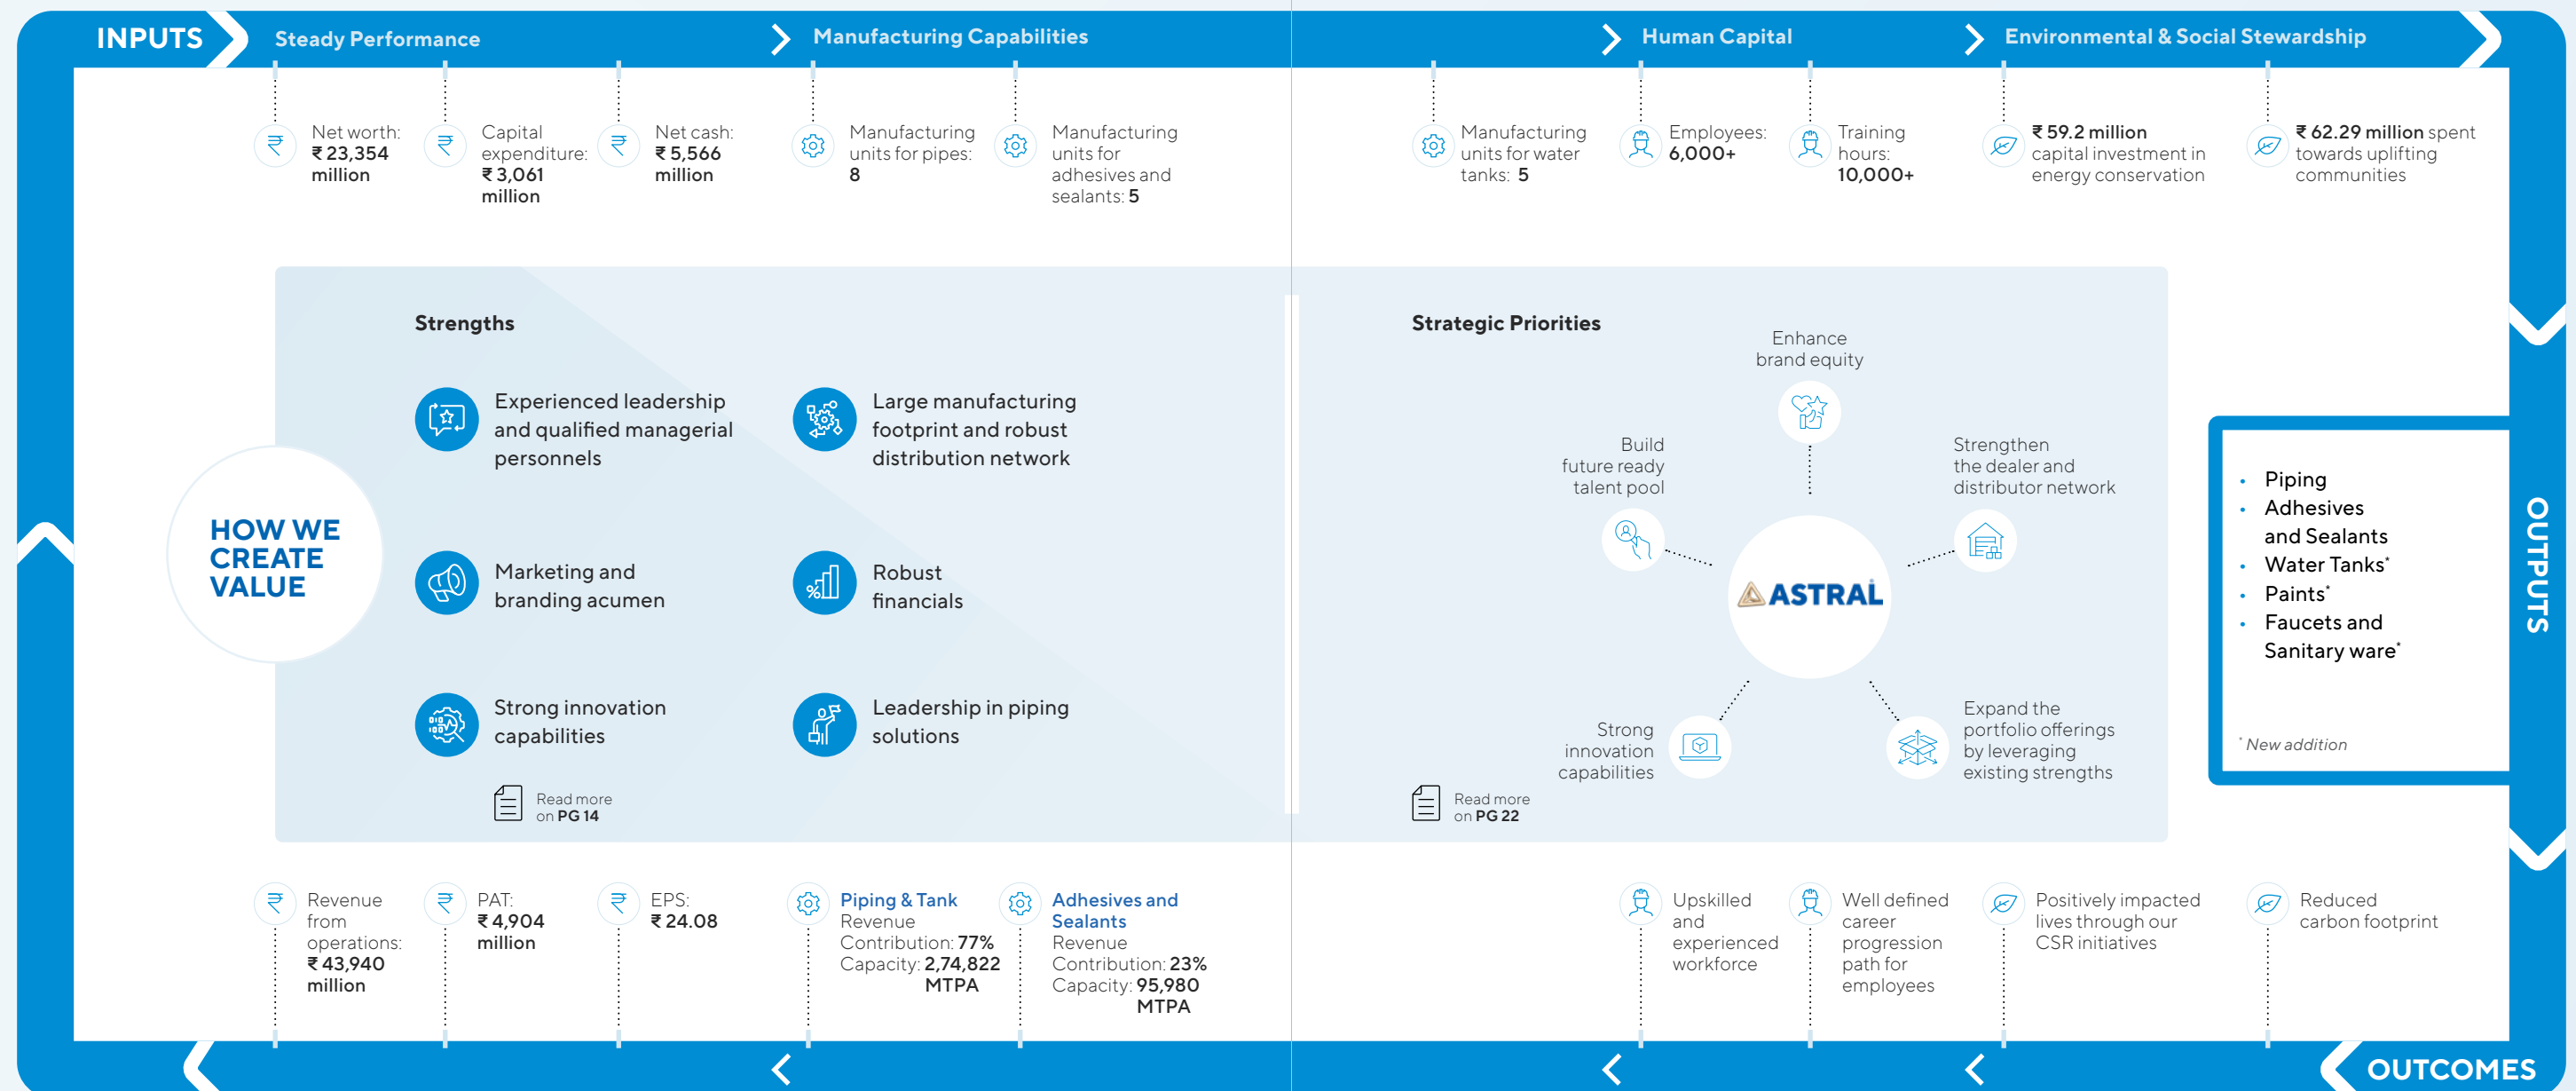 INPUTS
Steady Performance
Manufacturing Capabilities
Human Capital
Environmental & Social Stewardship
Net worth:
₹ 23,354
million
Capital
expenditure:
₹ 3,061
million
Net cash:
₹ 5,566
million
Manufacturing
units for pipes:
8
Manufacturing
units for
adhesives and
sealants: 5
Manufacturing
units for water
tanks: 5
Employees:
6,000+
Training
hours:
10,000+
₹ 59.2 million
capital investment in
energy conservation
₹ 62.29 million spent
towards uplifting
communities
HOW WE
CREATE
VALUE
Strengths
Experienced leadership
and qualified managerial
personnels
Large manufacturing
footprint and robust
distribution network
Marketing and
branding acumen
Robust
financials
Strong innovation
capabilities
Leadership in piping
solutions
Read more
on PG 14
Strategic Priorities
Enhance
brand equity
Build
future ready
talent pool
Strengthen
the dealer and
distributor network
ASTRAL
Strong
innovation
capabilities
Expand the
portfolio offerings
by leveraging
existing strengths
Read more
on PG 22
OUTPUTS
• Piping
• Adhesives
and Sealants
• Water Tanks*
• Paints*
• Faucets and
Sanitary ware*
* New addition
Revenue
from
operations:
₹ 43,940
million
PAT:
₹ 4,904
million
EPS:
₹ 24.08
Piping & Tank
Revenue
Contribution: 77%
Capacity: 2,74,822
MTPA
Adhesives and
Sealants
Revenue
Contribution: 23%
Capacity: 95,980
MTPA
Upskilled
and
experienced
workforce
Well defined
career
progression
path for
employees
Positively impacted
lives through our
CSR initiatives
Reduced
carbon footprint
OUTCOMES